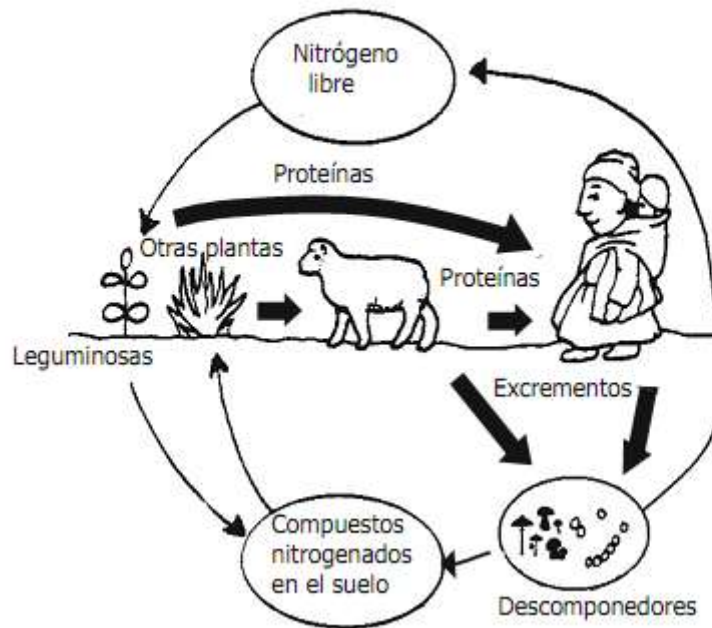 Nitrógeno
libre
Proteínas
Otras plantas
Proteínas
Leguminosas
Excrementos
Compuestos
nitrogenados
en el suelo
Descomponedores